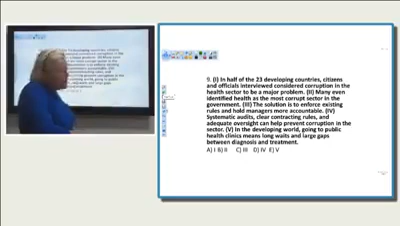 9. (I) In half of the 23 developing countries, citizens
and officials interviewed considered corruption in the
health sector to be a major problem. (II) Many even
identified health as the most corrupt sector in the
government. (III) The solution is to enforce existing
rules and hold managers more accountable. (IV)
Systematic audits, clear contracting rules, and
adequate oversight can help prevent corruption in the
sector. (V) In the developing world, going to public
health clinics means long waits and large gaps
between diagnosis and treatment.
A) I B) II C) III D) IV E) V